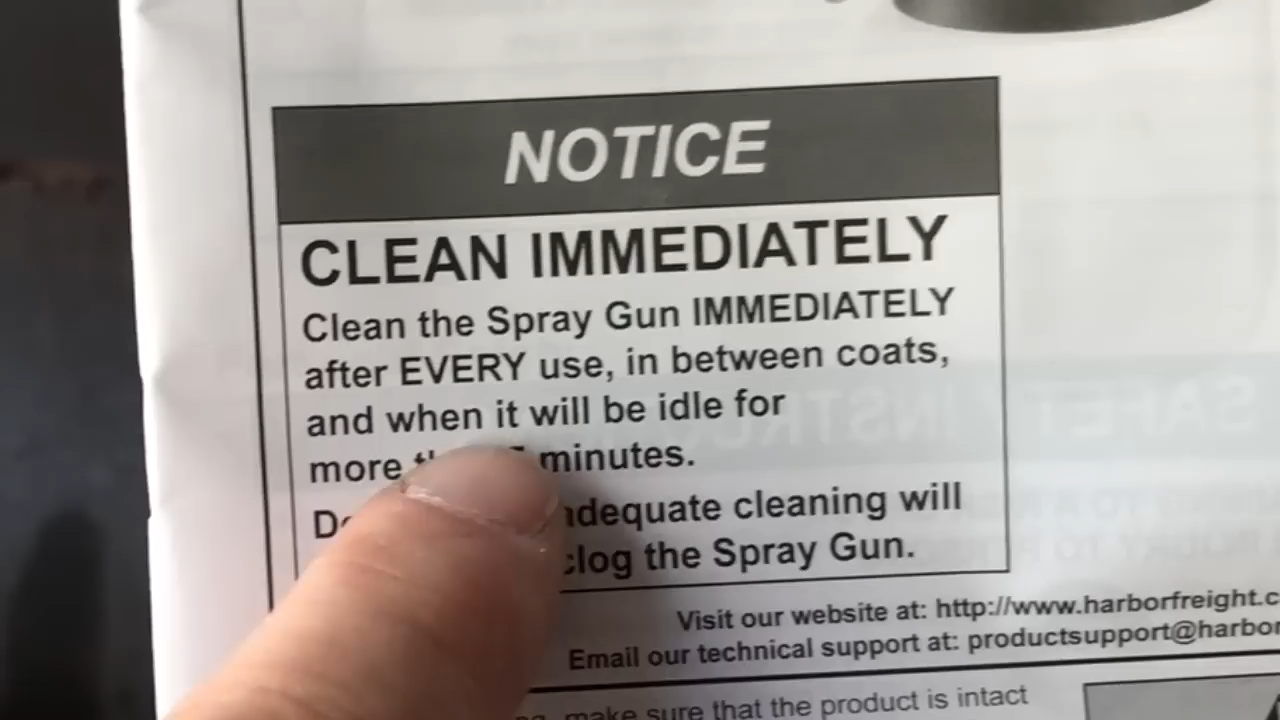 NOTICE
CLEAN IMMEDIATELY
Clean the Spray Gun IMMEDIATELY
after EVERY use, in between coats,
and when it will be idle for
more minutes.
adequate cleaning will
clog the Spray Gun.
Visit our website at: http://www.harborfreight.c
Email our technical support at: productsupport@harbor
make sure that the product is intact